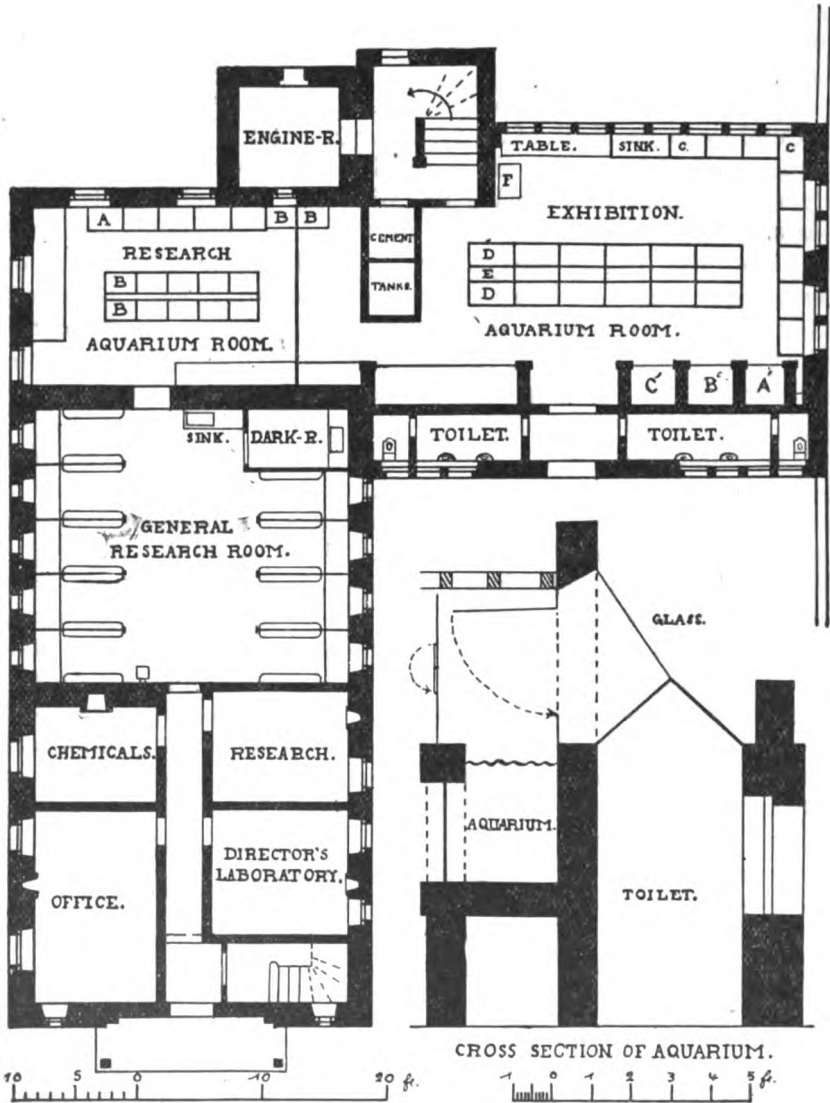 ENGINE-R.
TABLE.
SINK.
C.
C
F
EXHIBITION.
A
B
B
RESEARCH
CEMENT
D
E
D
B
B
TANKS.
AQUARIUM ROOM.
AQUARIUM ROOM.
C'
B'
A'
SINK.
DARK-R.
TOILET.
TOILET.
GENERAL
RESEARCH ROOM.
GLASS.
CHEMICALS.
RESEARCH.
AQUARIUM.
DIRECTOR'S
LABORATORY.
OFFICE.
TOILET.
CROSS SECTION OF AQUARIUM.
10 5 0 10 20 ft.
1 0 1 2 3 4 5 ft.